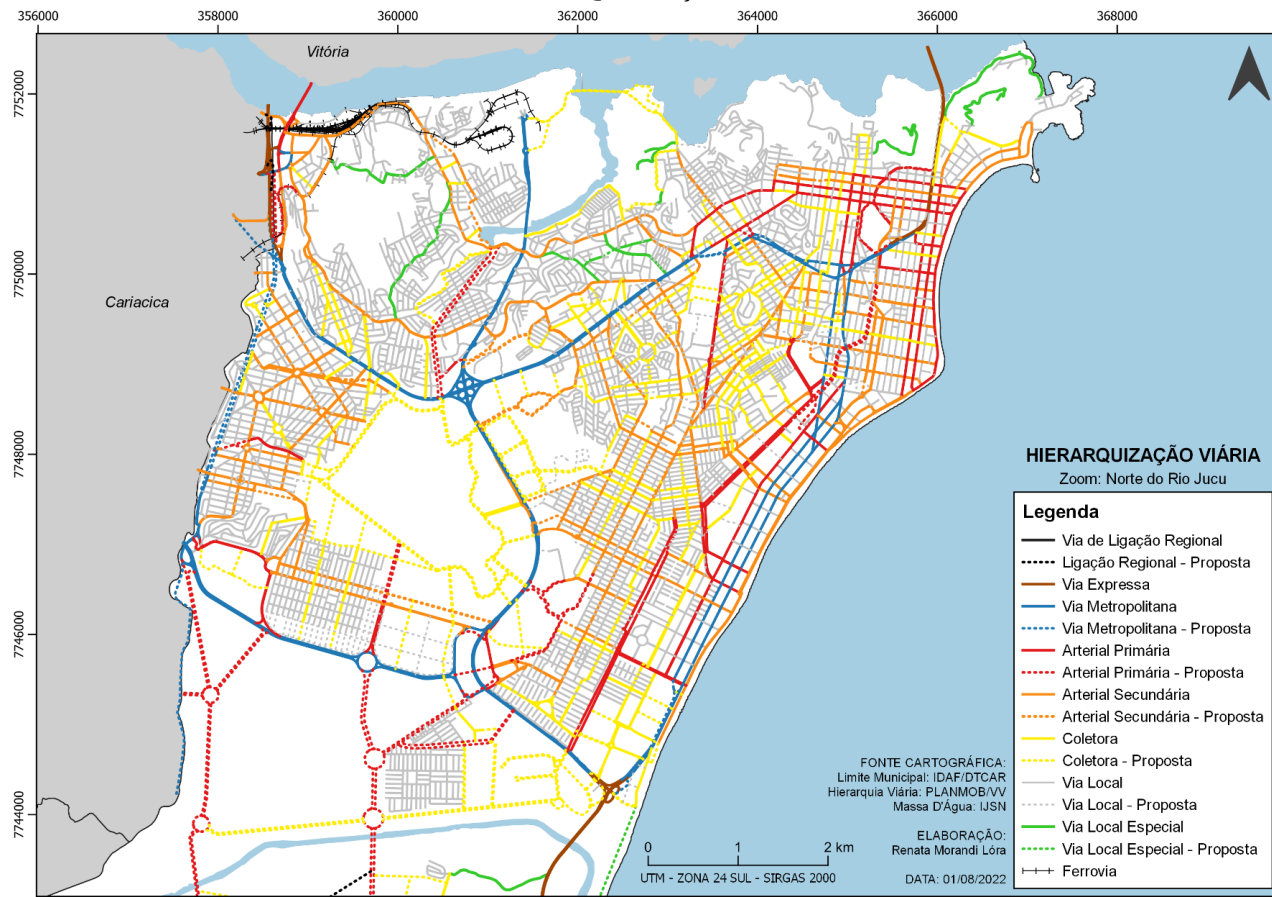 356000 358000 360000 362000 364000 366000 368000
Vitória
7752000
7750000
Cariacica
7748000
7746000
7744000
HIERARQUIZAÇÃO VIÁRIA
Zoom: Norte do Rio Jucu
Legenda
Via de Ligação Regional
Ligação Regional - Proposta
Via Expressa
Via Metropolitana
Via Metropolitana - Proposta
Arterial Primária
Arterial Primária - Proposta
Arterial Secundária
Arterial Secundária - Proposta
Coletora
Coletora - Proposta
Via Local
Via Local - Proposta
Via Local Especial
Via Local Especial - Proposta
Ferrovia
FONTE CARTOGRÁFICA:
Limite Municipal: IDAF/DTCAR
Hierarquia Viária: PLANMOB/VV
Massa D'Água: IJSN
ELABORAÇÃO:
Renata Morandi Lóra
DATA: 01/08/2022
0 1 2 km
UTM - ZONA 24 SUL - SIRGAS 2000